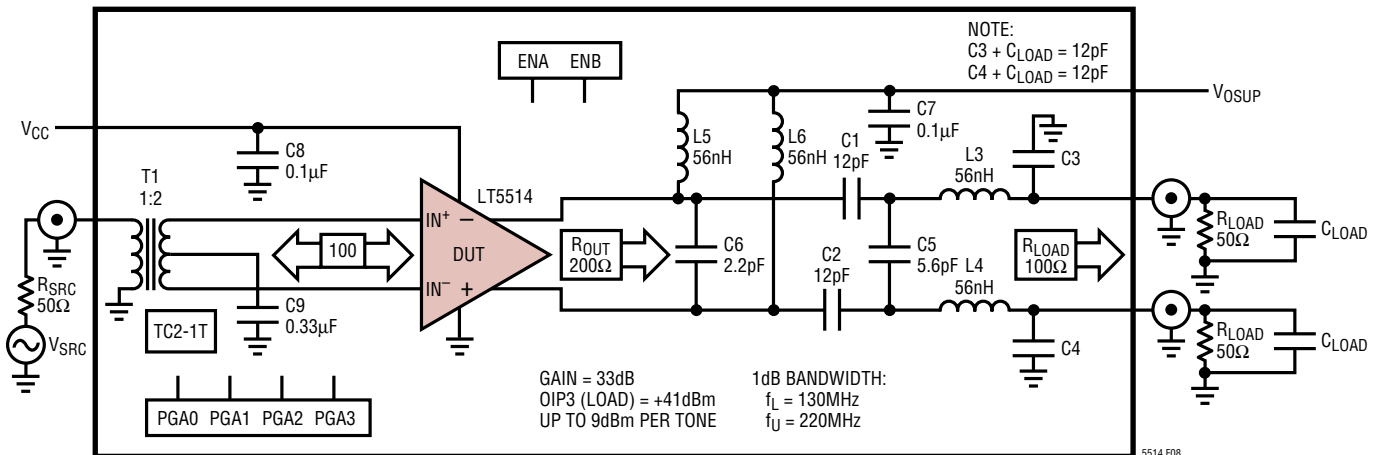 NOTE:
C3 + CLOAD = 12pF
C4 + CLOAD = 12pF
ENA ENB
VOSUP
VCC
C8
0.1µF
L5
56nH
L6
56nH
C7
0.1µF
C1
12pF
L3
56nH
C3
T1
1:2
LT5514
IN+ −
DUT
IN− +
100
ROUT
200Ω
C6
2.2pF
C2
12pF
C5
5.6pF
L4
56nH
RLOAD
100Ω
RLOAD
50Ω
CLOAD
RSRC
50Ω
VSRC
C9
0.33µF
TC2-1T
C4
RLOAD
50Ω
CLOAD
PGA0 PGA1 PGA2 PGA3
GAIN = 33dB
OIP3 (LOAD) = +41dBm
UP TO 9dBm PER TONE
1dB BANDWIDTH:
fL = 130MHz
fU = 220MHz
5514 F08